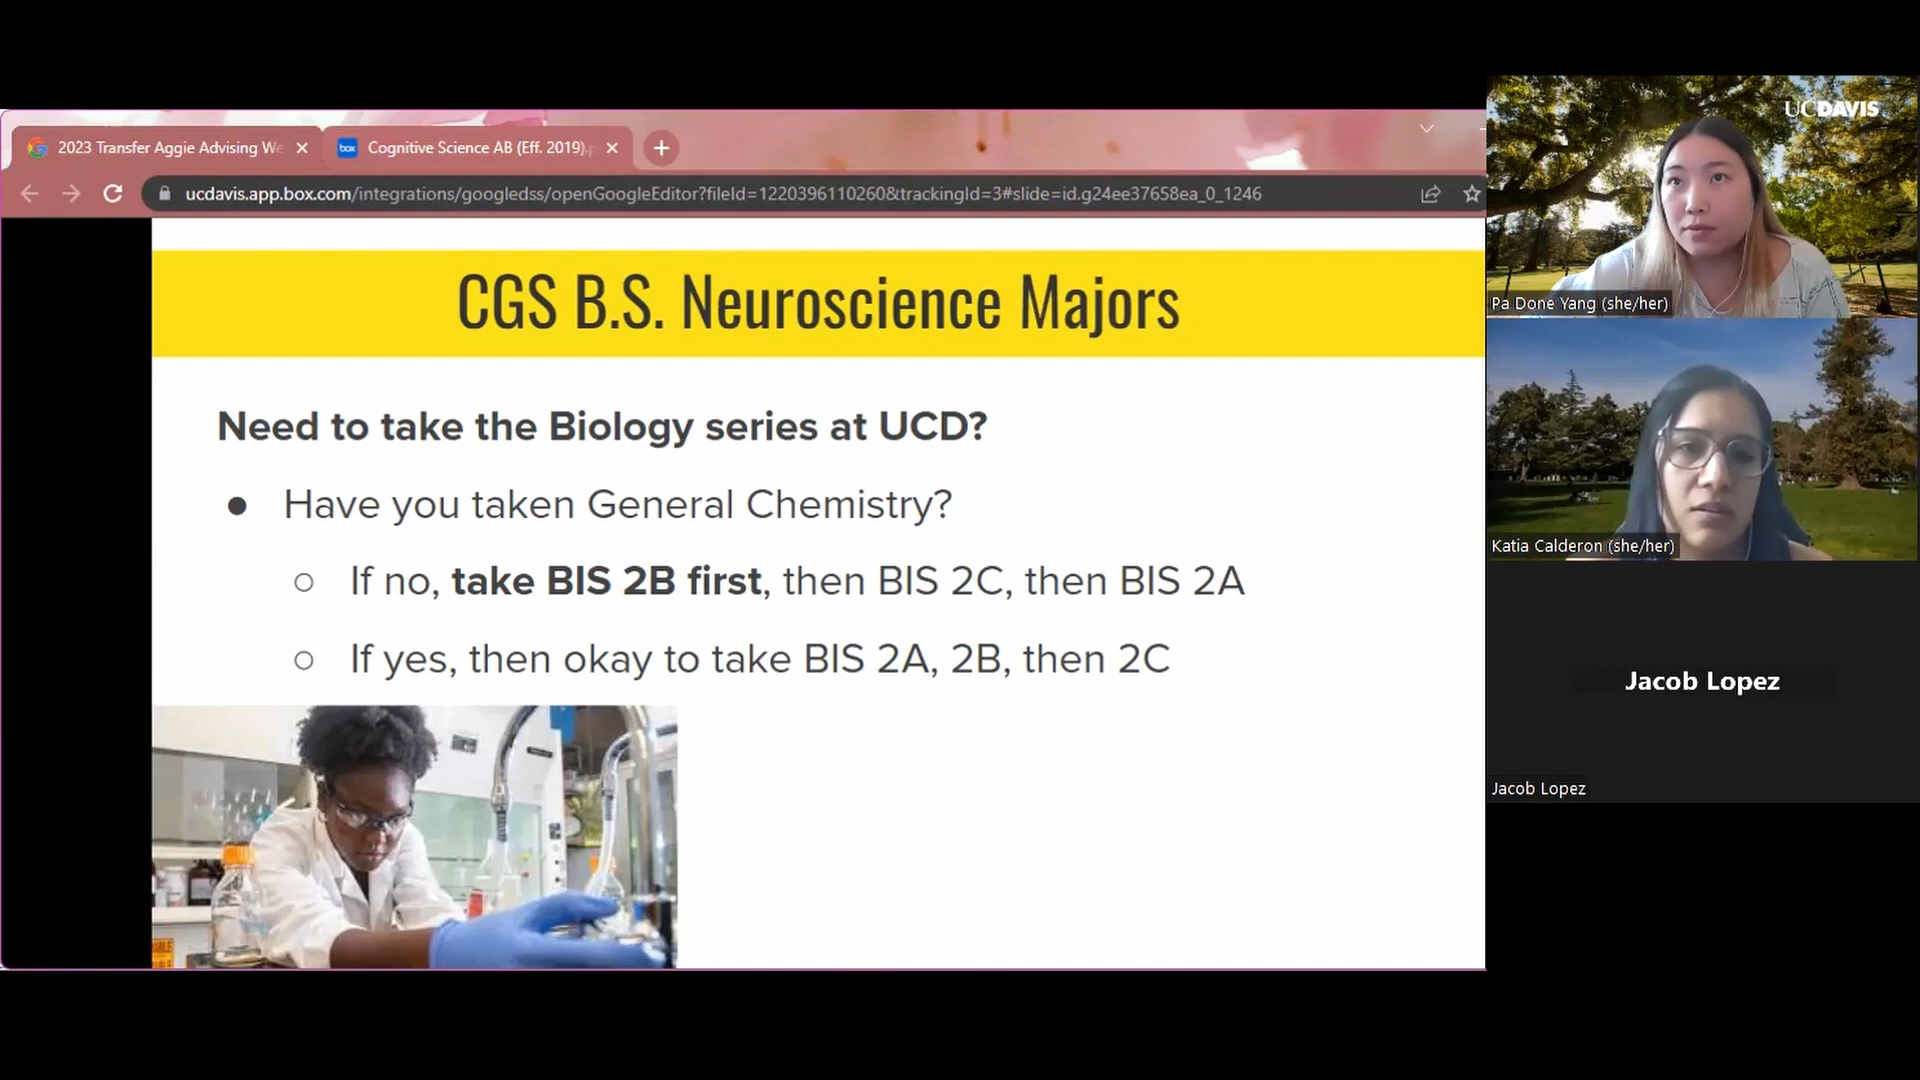 2023 Transfer Aggie Advising We
Cognitive Science AB (Eff. 2019).
ucdavis.app.box.com/integrations/googledss/openGoogleEditor?fileId=1220396110260&trackingId=3#slide=id.g24ee37658ea_0_1246
CGS B.S. Neuroscience Majors
Need to take the Biology series at UCD?
● Have you taken General Chemistry?
○ If no, take BIS 2B first, then BIS 2C, then BIS 2A
○ If yes, then okay to take BIS 2A, 2B, then 2C
UCDAVIS
Pa Done Yang (she/her)
Katia Calderon (she/her)
Jacob Lopez
Jacob Lopez
box